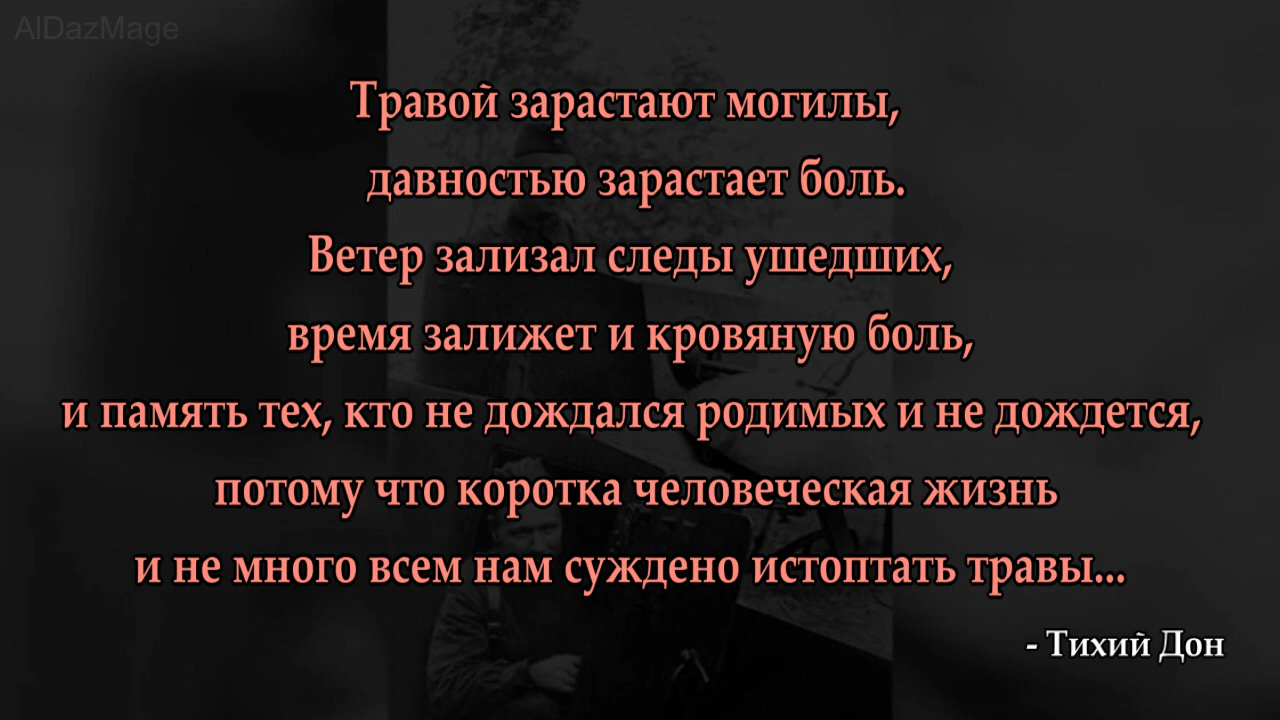 AlDazMage
Травой зарастают могилы,
давностью зарастает боль.
Ветер зализал следы ушедших,
время залижет и кровяную боль,
и память тех, кто не дождался родимых и не дождется,
потому что коротка человеческая жизнь
и не много всем нам суждено истоптать травы...
- Тихий Дон